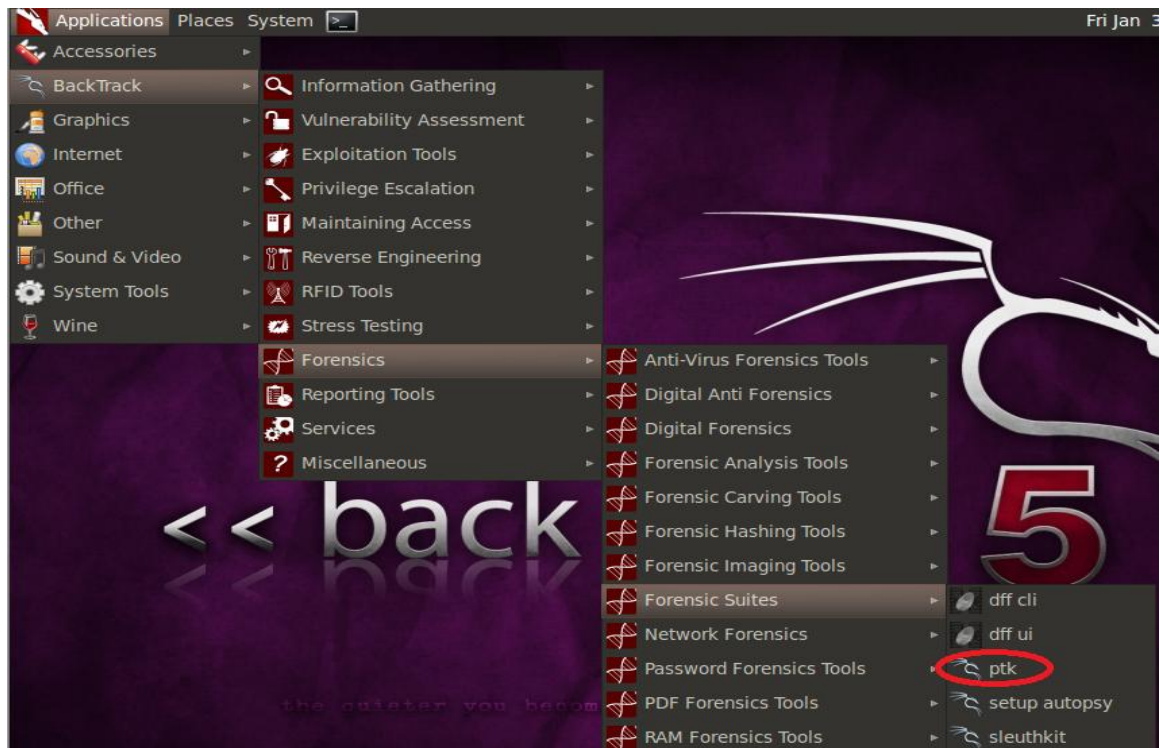 Applications Places System Fri Jan 3
Accessories
BackTrack
Graphics
Internet
Office
Other
Sound & Video
System Tools
Wine
Information Gathering
Vulnerability Assessment
Exploitation Tools
Privilege Escalation
Maintaining Access
Reverse Engineering
RFID Tools
Stress Testing
Forensics
Reporting Tools
Services
Miscellaneous
Anti-Virus Forensics Tools
Digital Anti Forensics
Digital Forensics
Forensic Analysis Tools
Forensic Carving Tools
Forensic Hashing Tools
Forensic Imaging Tools
Forensic Suites
Network Forensics
Password Forensics Tools
PDF Forensics Tools
RAM Forensics Tools
dff cli
dff ui
ptk
setup autopsy
sleuthkit
<< back 5
the quieter you becom